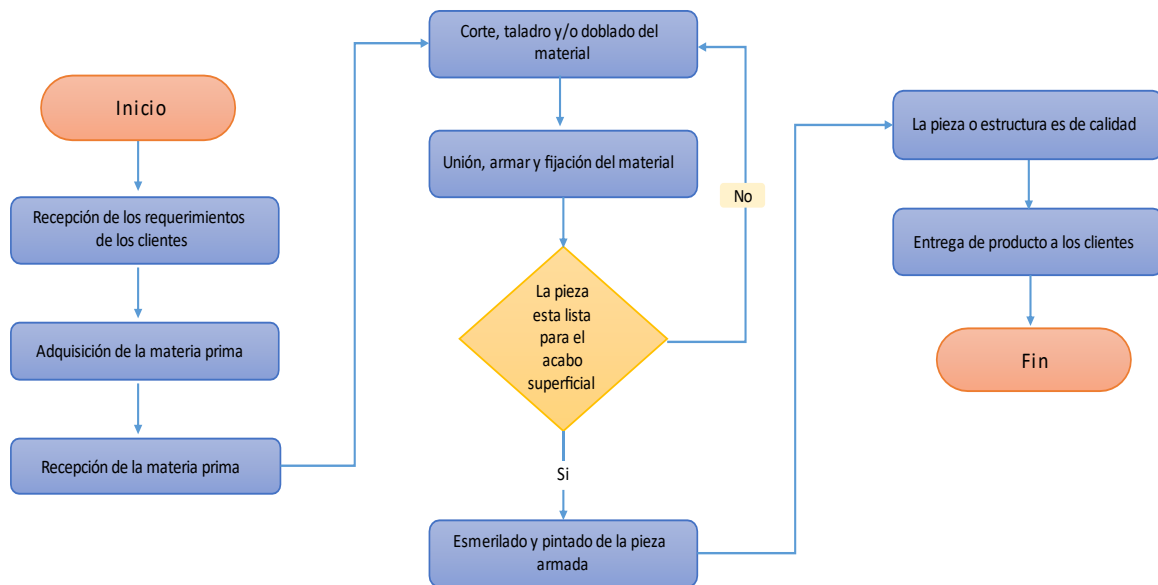 Inicio
Recepción de los requerimientos
de los clientes
Adquisición de la materia prima
Recepción de la materia prima
Corte, taladro y/o doblado del
material
Unión, armar y fijación del material
La pieza
esta lista
para el
acabo
superficial
No
Si
Esmerilado y pintado de la pieza
armada
La pieza o estructura es de calidad
Entrega de producto a los clientes
Fin